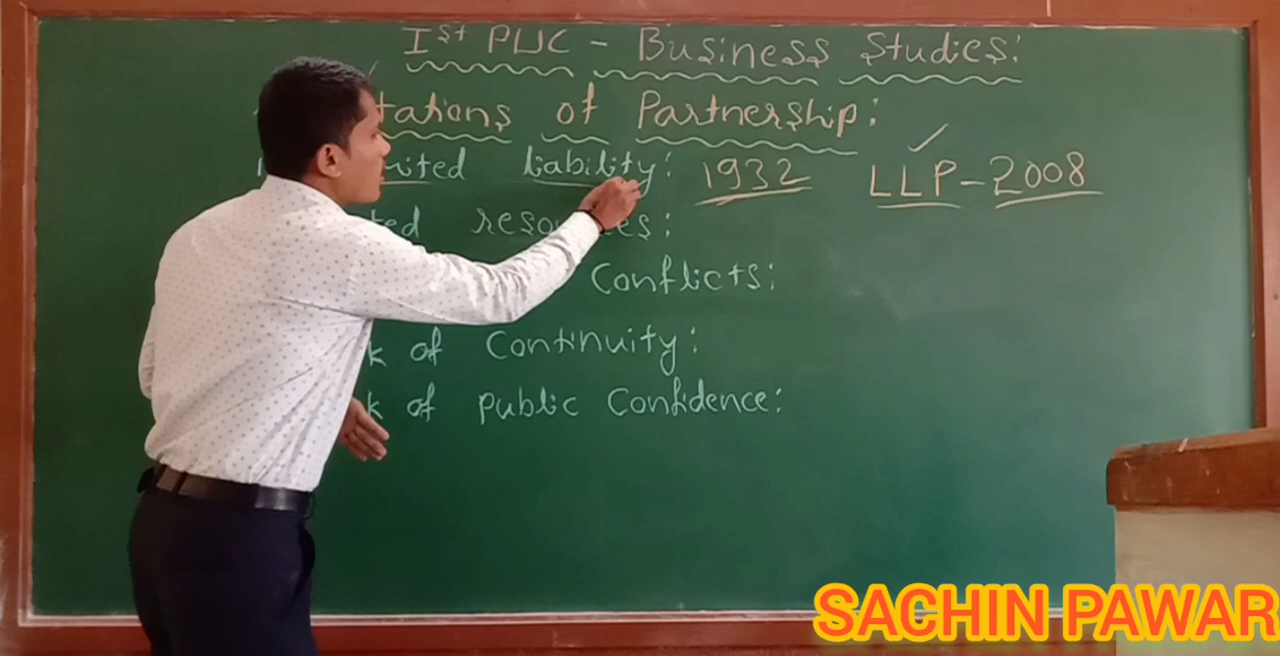 Ist PUC - Business Studies:
tations of Partnership:
ited liability: 1932 LLP-2008
ted :
Conflicts:
k of Continuity:
k of public Confidence:
SACHIN PAWAR